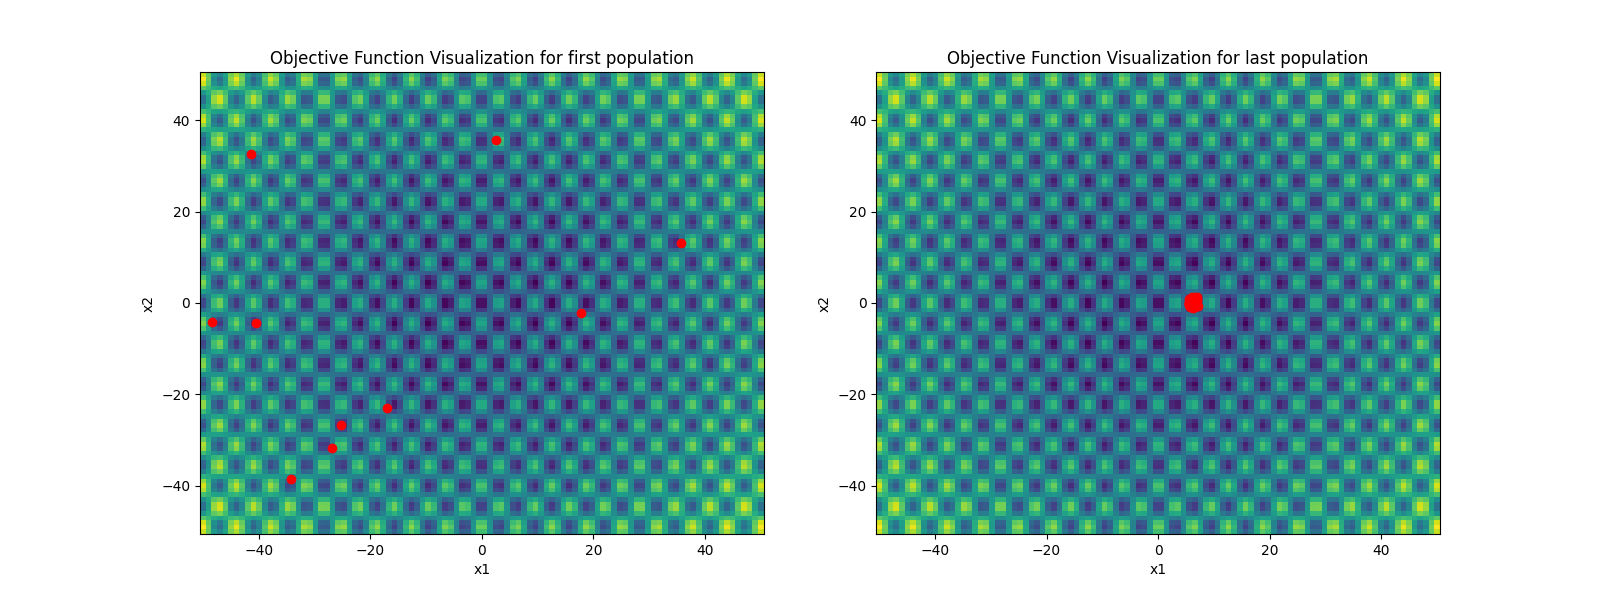 Objective Function Visualization for first population
40
20
0
−20
−40
x2
−40 −20 0 20 40
x1
Objective Function Visualization for last population
40
20
0
−20
−40
x2
−40 −20 0 20 40
x1